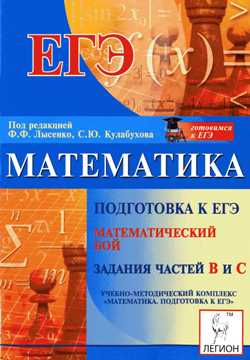 ЕГЭ f(x)
Под редакцией
Ф.Ф. Лысенко, С.Ю. Кулабухова
готовимся
к ЕГЭ
МАТЕМАТИКА
ПОДГОТОВКА К ЕГЭ
МАТЕМАТИЧЕСКИЙ
БОЙ
ЗАДАНИЯ ЧАСТЕЙ В И С
УЧЕБНО-МЕТОДИЧЕСКИЙ КОМПЛЕКС
«МАТЕМАТИКА. ПОДГОТОВКА К ЕГЭ»
ТМ
ЛЕГИОН